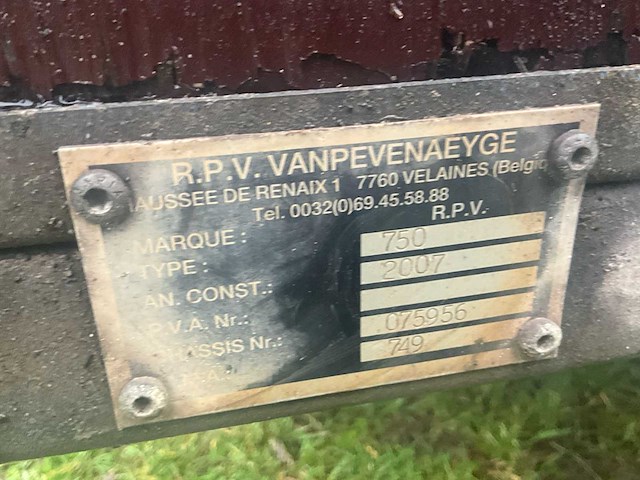 R.P.V. VANPEVENAEYGE
AUSSEE DE RENAIX 1 7760 VELAINES (Belgi
Tel. 0032(0)69.45.58.88
MARQUE : R.P.V.
TYPE : 750
AN. CONST.: 2007
P.V.A. Nr.:
ASSIS Nr.: 075956
749